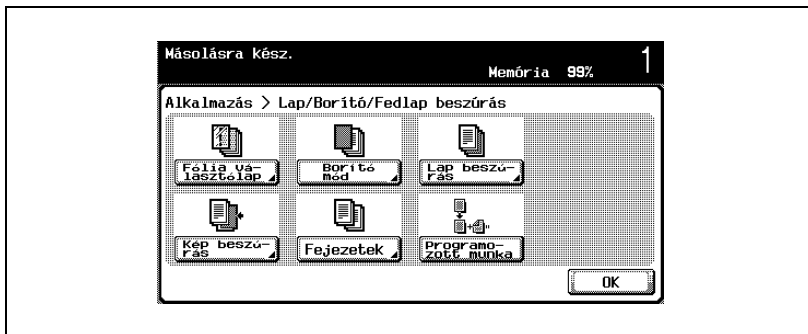 Másolásra kész.
Memória 99% 1
Alkalmazás > Lap/Borító/Fedlap beszúrás
Fólia vá-
lasztólap
Borító
mód
Lap beszú-
rás
Kép beszú-
rás
Fejezetek
Programo-
zott munka
OK